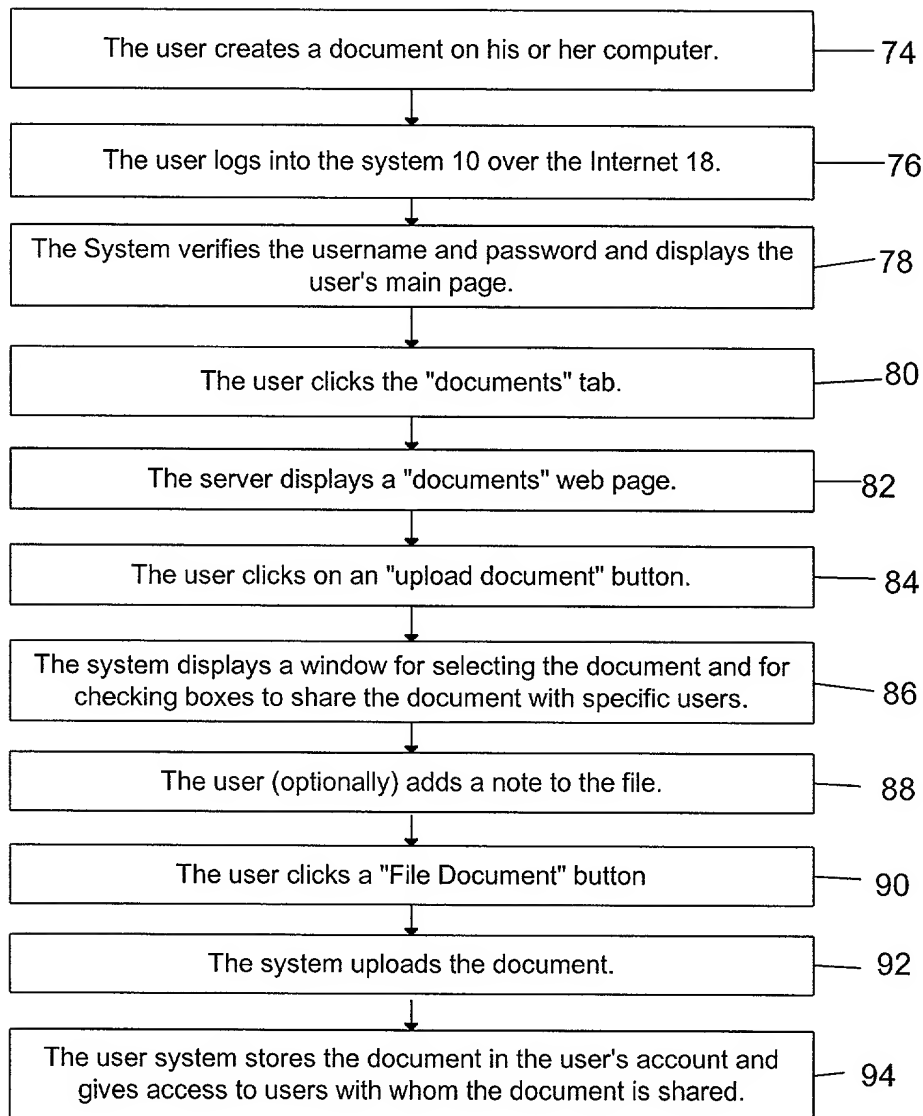 The user creates a document on his or her computer.
74
The user logs into the system 10 over the Internet 18.
76
The System verifies the username and password and displays the
user's main page.
78
The user clicks the "documents" tab.
80
The server displays a "documents" web page.
82
The user clicks on an "upload document" button.
84
The system displays a window for selecting the document and for
checking boxes to share the document with specific users.
86
The user (optionally) adds a note to the file.
88
The user clicks a "File Document" button
90
The system uploads the document.
92
The user system stores the document in the user's account and
gives access to users with whom the document is shared.
94